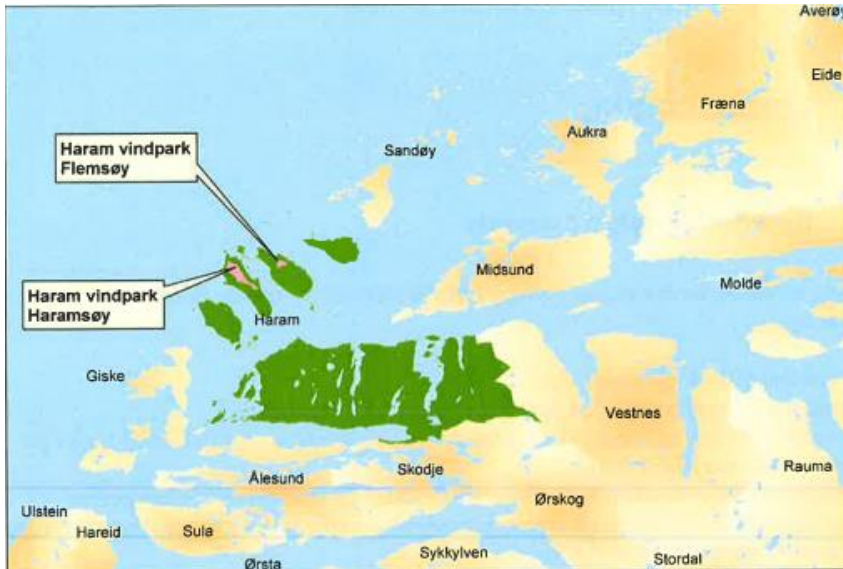 Averøy
Eide
Fræna
Aukra
Sandøy
Haram vindpark
Flemsøy
Midsund
Molde
Haram vindpark
Haramsøy
Haram
Giske
Vestnes
Rauma
Skodje
Ålesund
Ørskog
Ulstein
Hareid
Sula
Sykkylven
Stordal
Ørsta